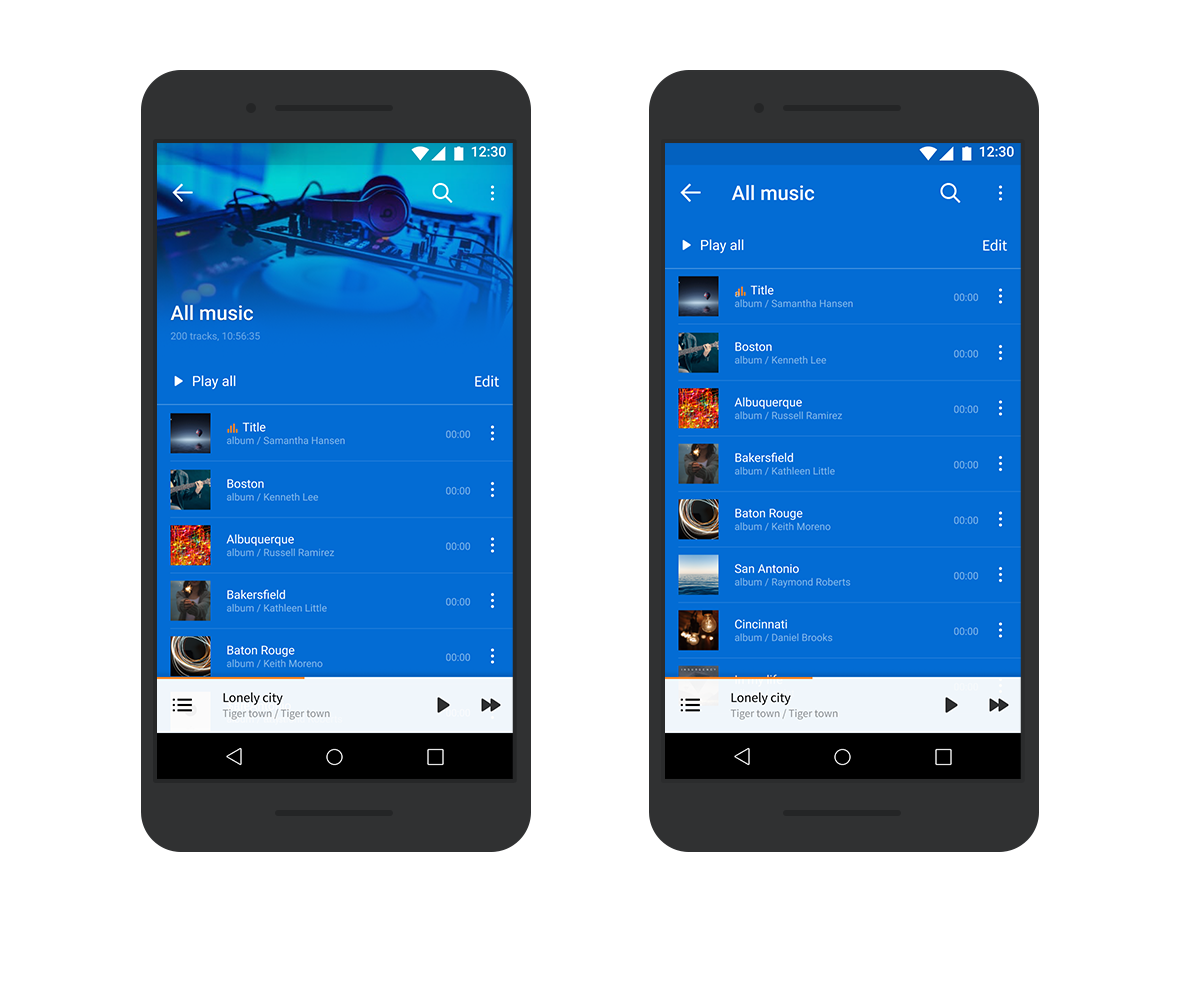 12:30
All music
200 tracks, 10:56:35
Play all
Edit
Title
album / Samantha Hansen
00:00
Boston
album / Kenneth Lee
00:00
Albuquerque
album / Russell Ramirez
00:00
Bakersfield
album / Kathleen Little
00:00
Baton Rouge
album / Keith Moreno
00:00
Lonely city
Tiger town / Tiger town
12:30
All music
Play all
Edit
Title
album / Samantha Hansen
00:00
Boston
album / Kenneth Lee
00:00
Albuquerque
album / Russell Ramirez
00:00
Bakersfield
album / Kathleen Little
00:00
Baton Rouge
album / Keith Moreno
00:00
San Antonio
album / Raymond Roberts
00:00
Cincinnati
album / Daniel Brooks
00:00
Lonely city
Tiger town / Tiger town